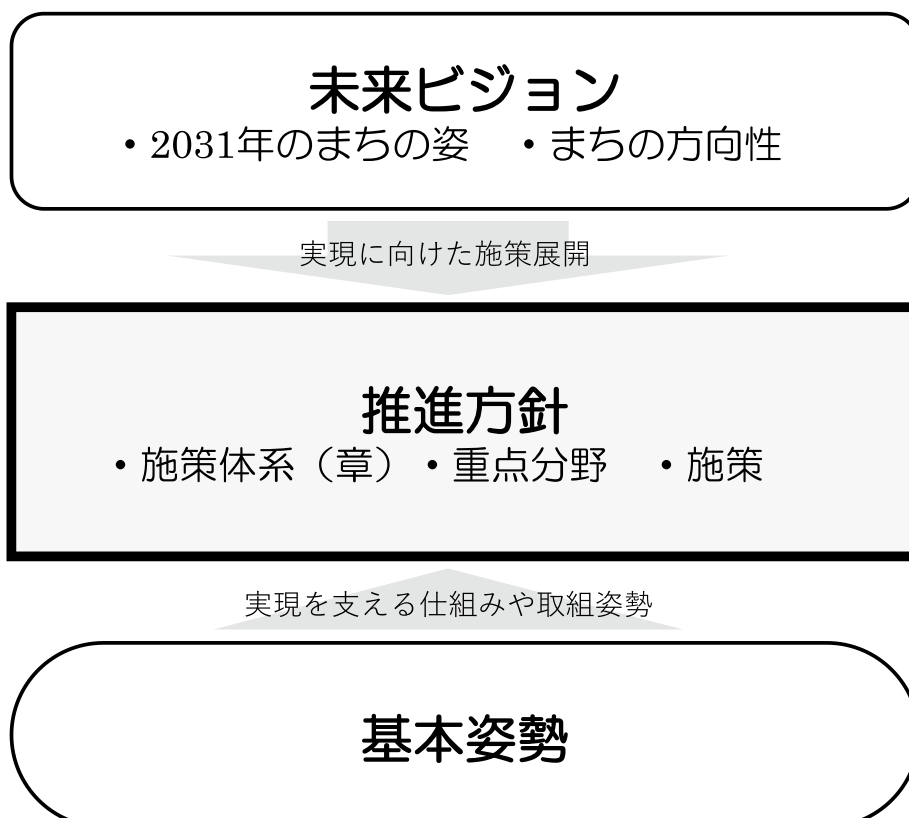 未来ビジョン
・2031年のまちの姿　・まちの方向性
実現に向けた施策展開
推進方針
・施策体系（章）・重点分野　・施策
実現を支える仕組みや取組姿勢
基本姿勢